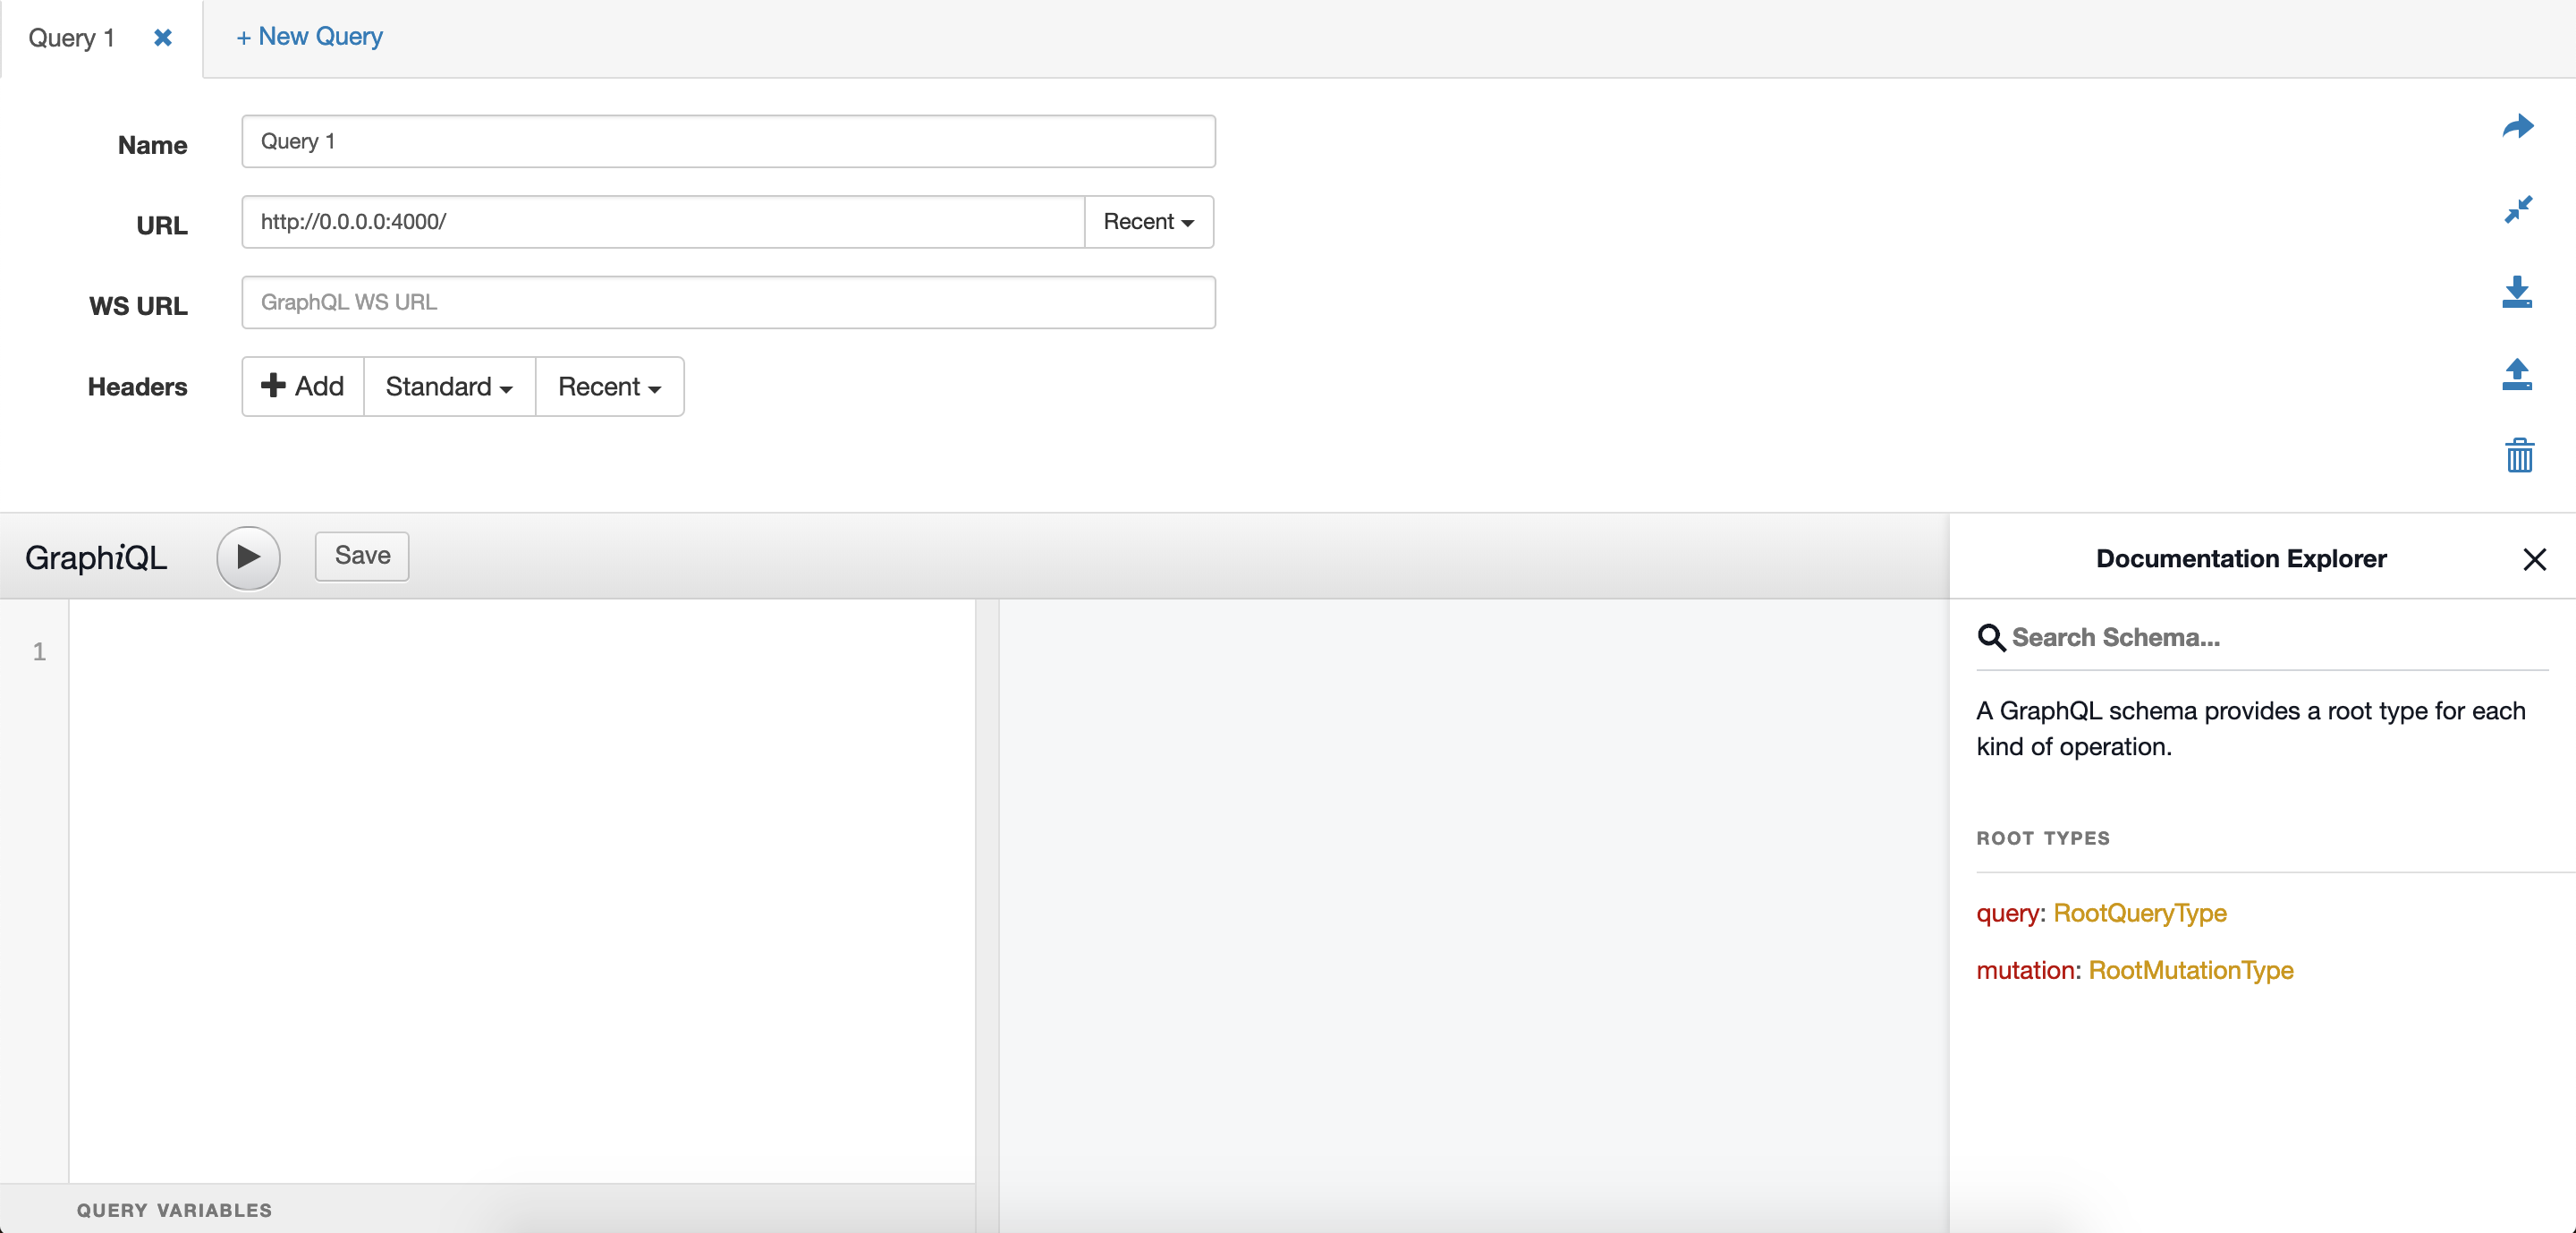 Query 1
+ New Query
Name
Query 1
URL
http://0.0.0.0:4000/
Recent
WS URL
GraphQL WS URL
Headers
Add
Standard
Recent
GraphiQL
Save
Documentation Explorer
1
Search Schema...
A GraphQL schema provides a root type for each
kind of operation.
ROOT TYPES
query: RootQueryType
mutation: RootMutationType
QUERY VARIABLES